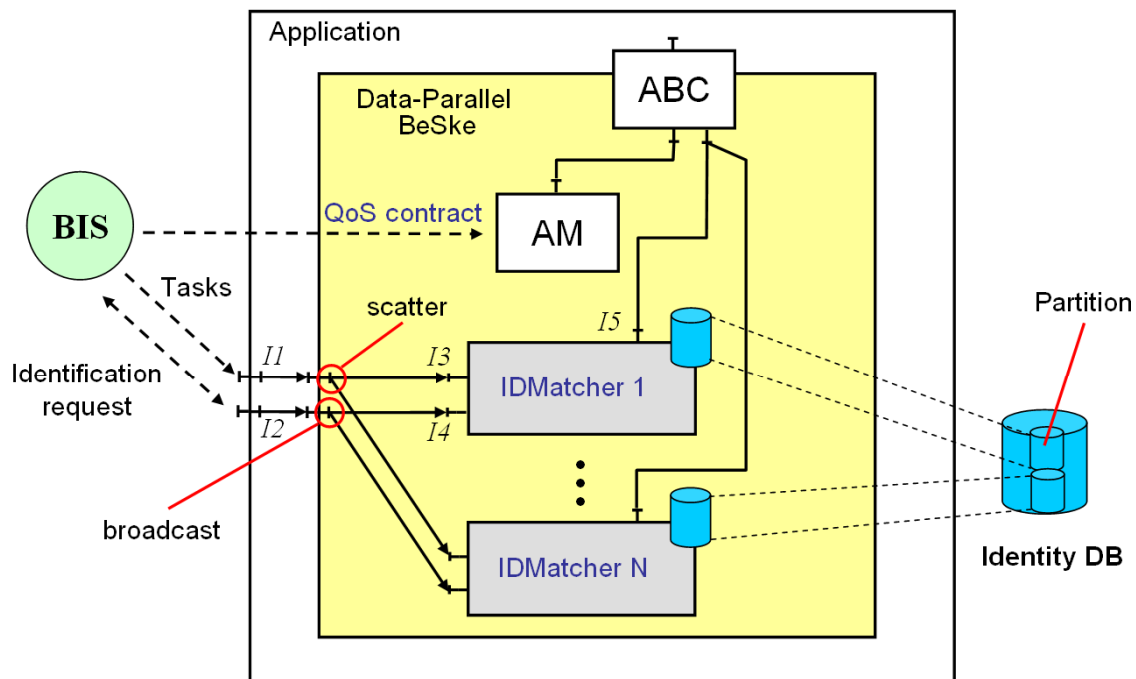 Application
ABC
Data-Parallel
BeSke
BIS
QoS contract
AM
Tasks
scatter
Partition
I5
I1
I3
Identification
request
IDMatcher 1
I2
I4
broadcast
IDMatcher N
Identity DB